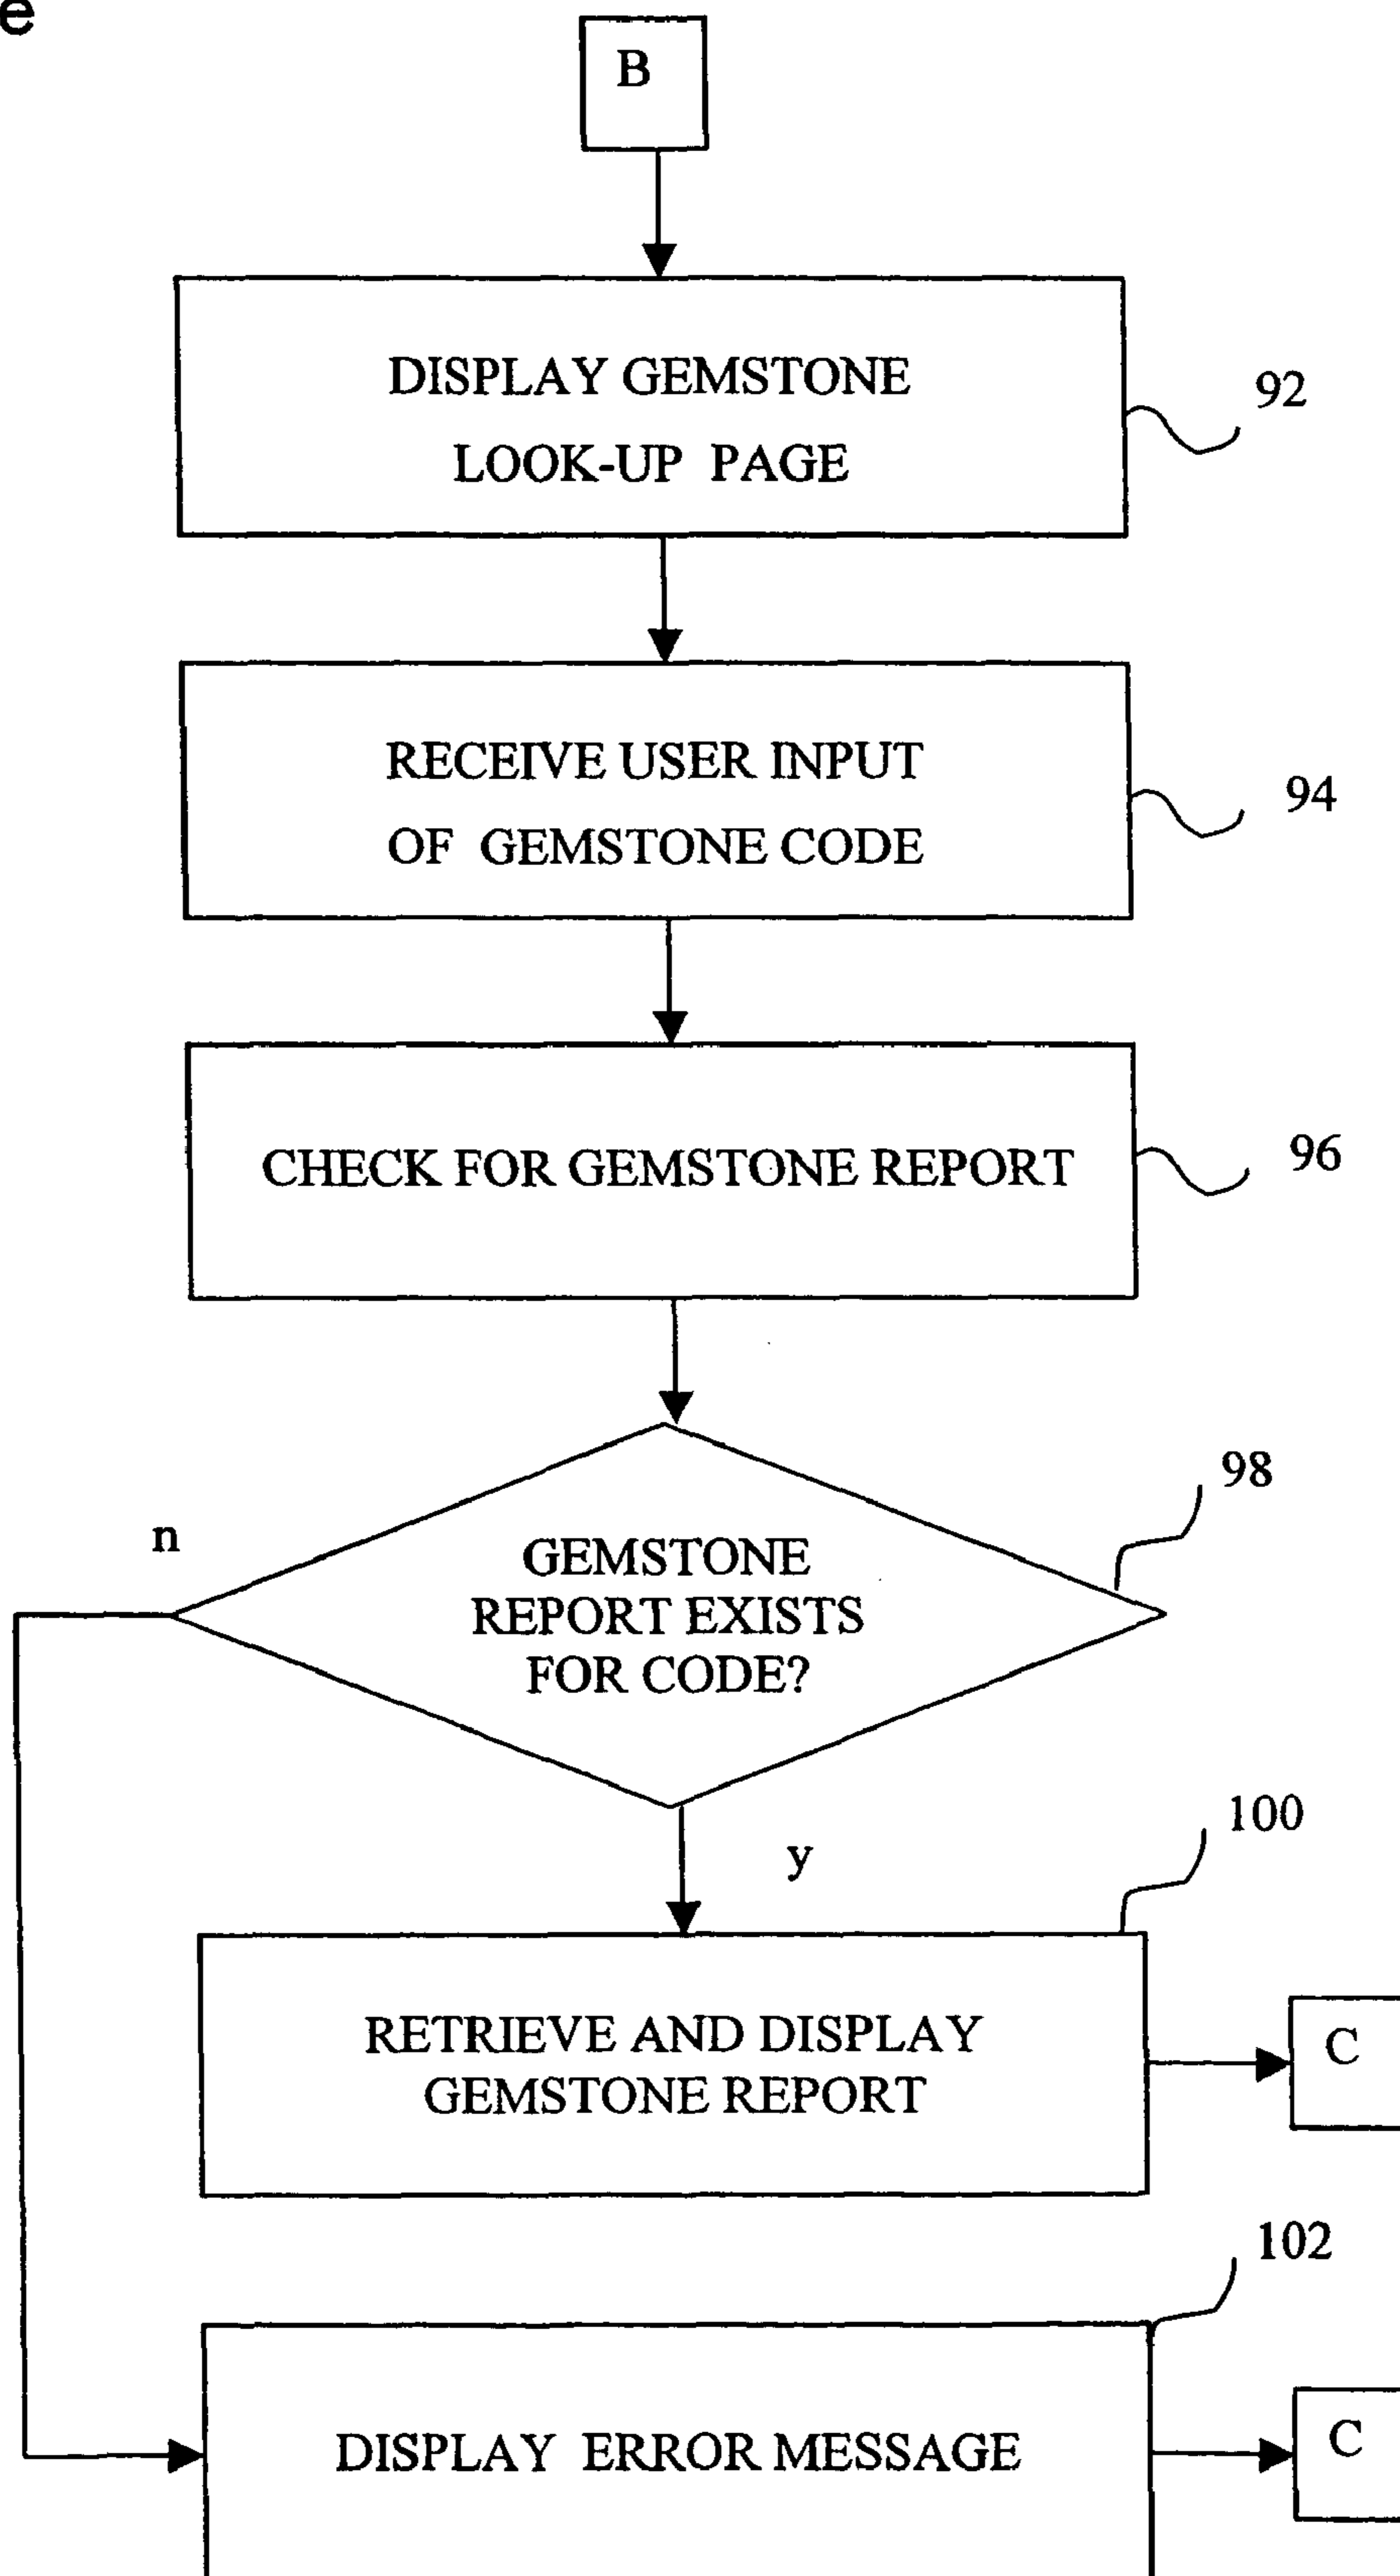 e
B
DISPLAY GEMSTONE
LOOK-UP PAGE
92
RECEIVE USER INPUT
OF GEMSTONE CODE
94
CHECK FOR GEMSTONE REPORT
96
98
n
GEMSTONE
REPORT EXISTS
FOR CODE?
y
100
RETRIEVE AND DISPLAY
GEMSTONE REPORT
C
102
DISPLAY ERROR MESSAGE
C